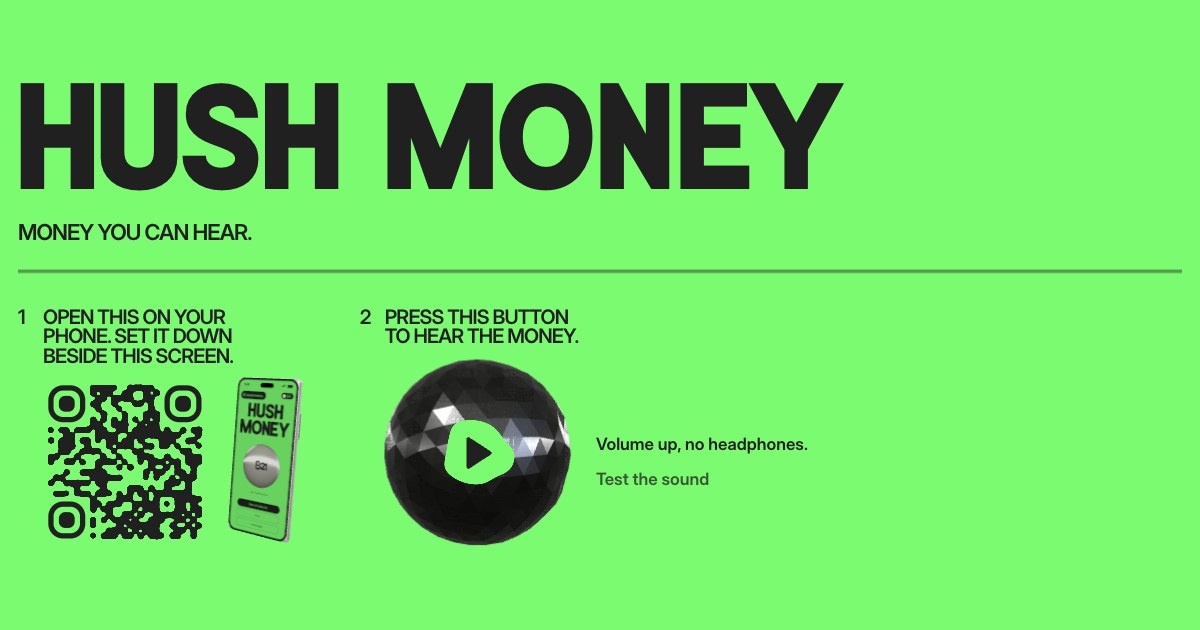 HUSH MONEY
MONEY YOU CAN HEAR.
1 OPEN THIS ON YOUR
PHONE. SET IT DOWN
BESIDE THIS SCREEN.
HUSH
MONEY
2 PRESS THIS BUTTON
TO HEAR THE MONEY.
Volume up, no headphones.
Test the sound